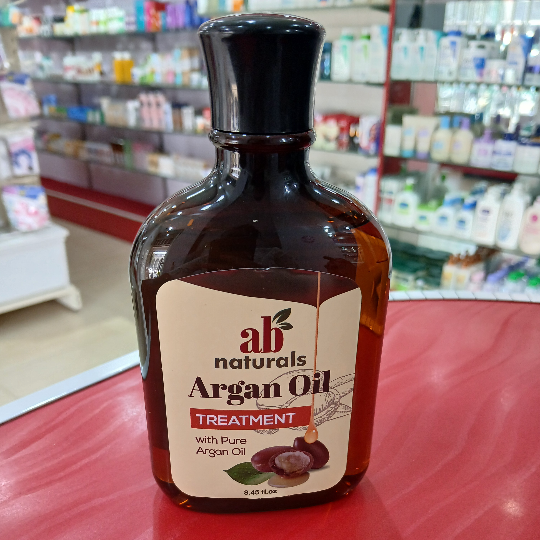 ab
naturals
Argan Oil
TREATMENT
with Pure
Argan Oil
8.45 fl.oz